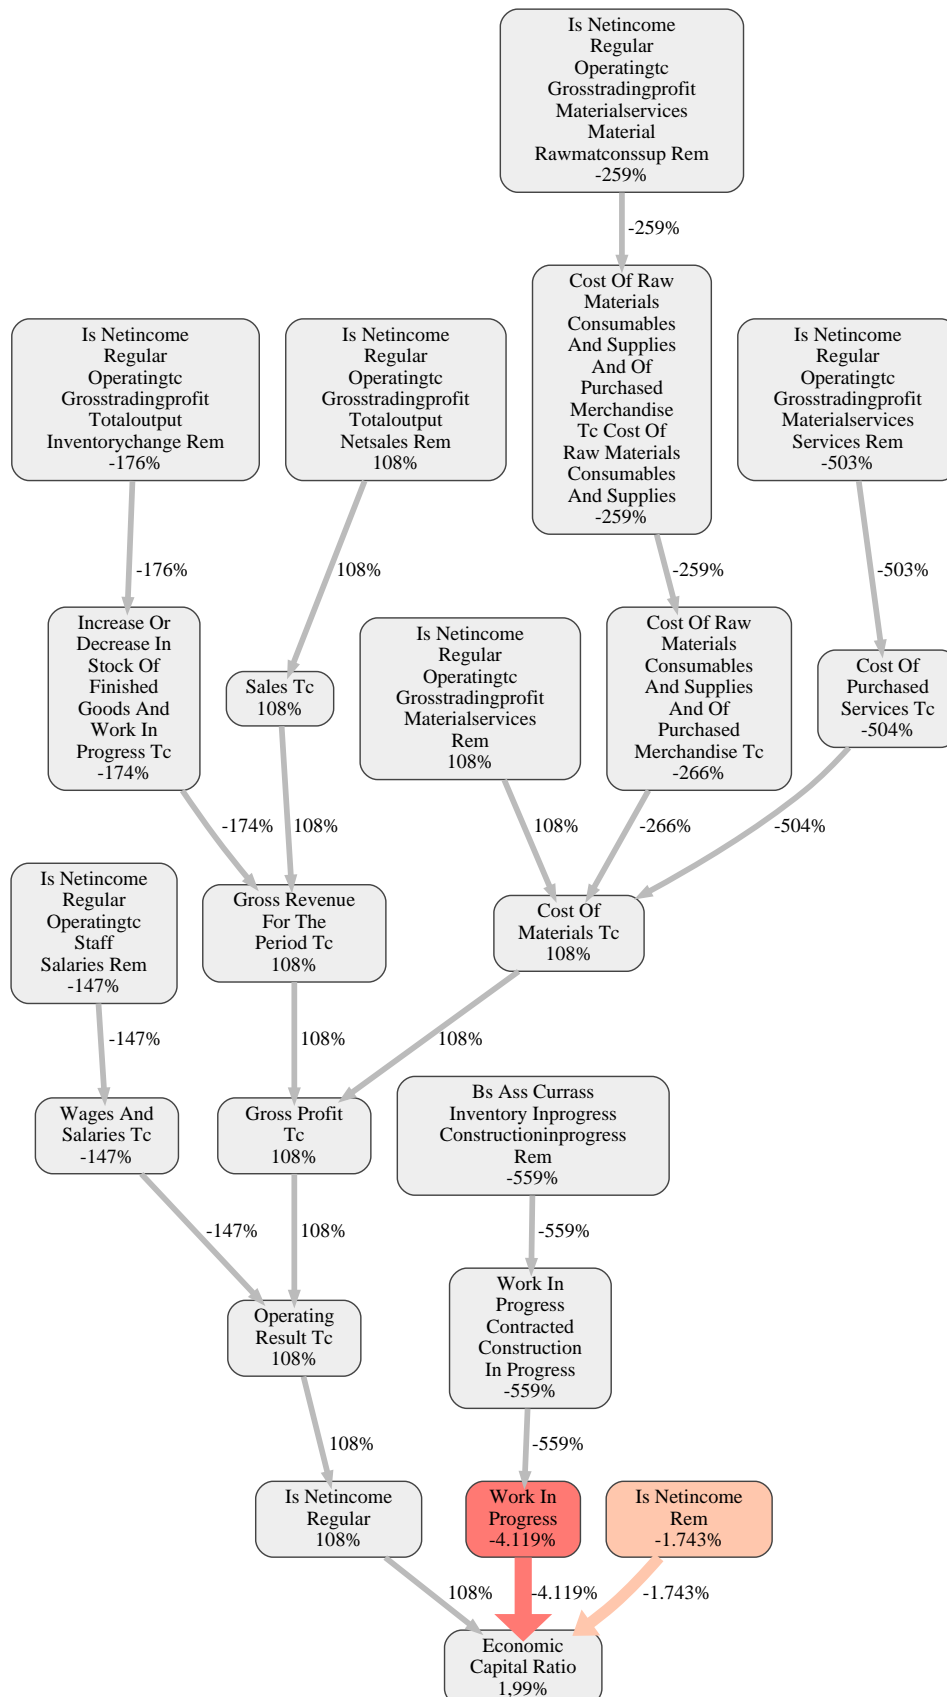 Is Netincome
Regular
Operatingtc
Grosstradingprofit
Materialservices
Material
Rawmatconssup Rem
-259%
-259%
Is Netincome
Regular
Operatingtc
Grosstradingprofit
Totaloutput
Inventorychange Rem
-176%
Is Netincome
Regular
Operatingtc
Grosstradingprofit
Totaloutput
Netsales Rem
108%
Cost Of Raw
Materials
Consumables
And Supplies
And Of
Purchased
Merchandise
Tc Cost Of
Raw Materials
Consumables
And Supplies
-259%
Is Netincome
Regular
Operatingtc
Grosstradingprofit
Materialservices
Services Rem
-503%
-176%
108%
-259%
-503%
Increase Or
Decrease In
Stock Of
Finished
Goods And
Work In
Progress Tc
-174%
Sales Tc
108%
Is Netincome
Regular
Operatingtc
Grosstradingprofit
Materialservices
Rem
108%
Cost Of Raw
Materials
Consumables
And Supplies
And Of
Purchased
Merchandise Tc
-266%
Cost Of
Purchased
Services Tc
-504%
-174%
108%
108%
-266%
-504%
Is Netincome
Regular
Operatingtc
Staff
Salaries Rem
-147%
Gross Revenue
For The
Period Tc
108%
Cost Of
Materials Tc
108%
-147%
108%
108%
Wages And
Salaries Tc
-147%
Gross Profit
Tc
108%
Bs Ass Currass
Inventory Inprogress
Constructioninprogress
Rem
-559%
-147%
108%
-559%
Operating
Result Tc
108%
Work In
Progress
Contracted
Construction
In Progress
-559%
108%
-559%
Is Netincome
Regular
108%
Work In
Progress
-4.119%
Is Netincome
Rem
-1.743%
108%
-4.119%
-1.743%
Economic
Capital Ratio
1,99%